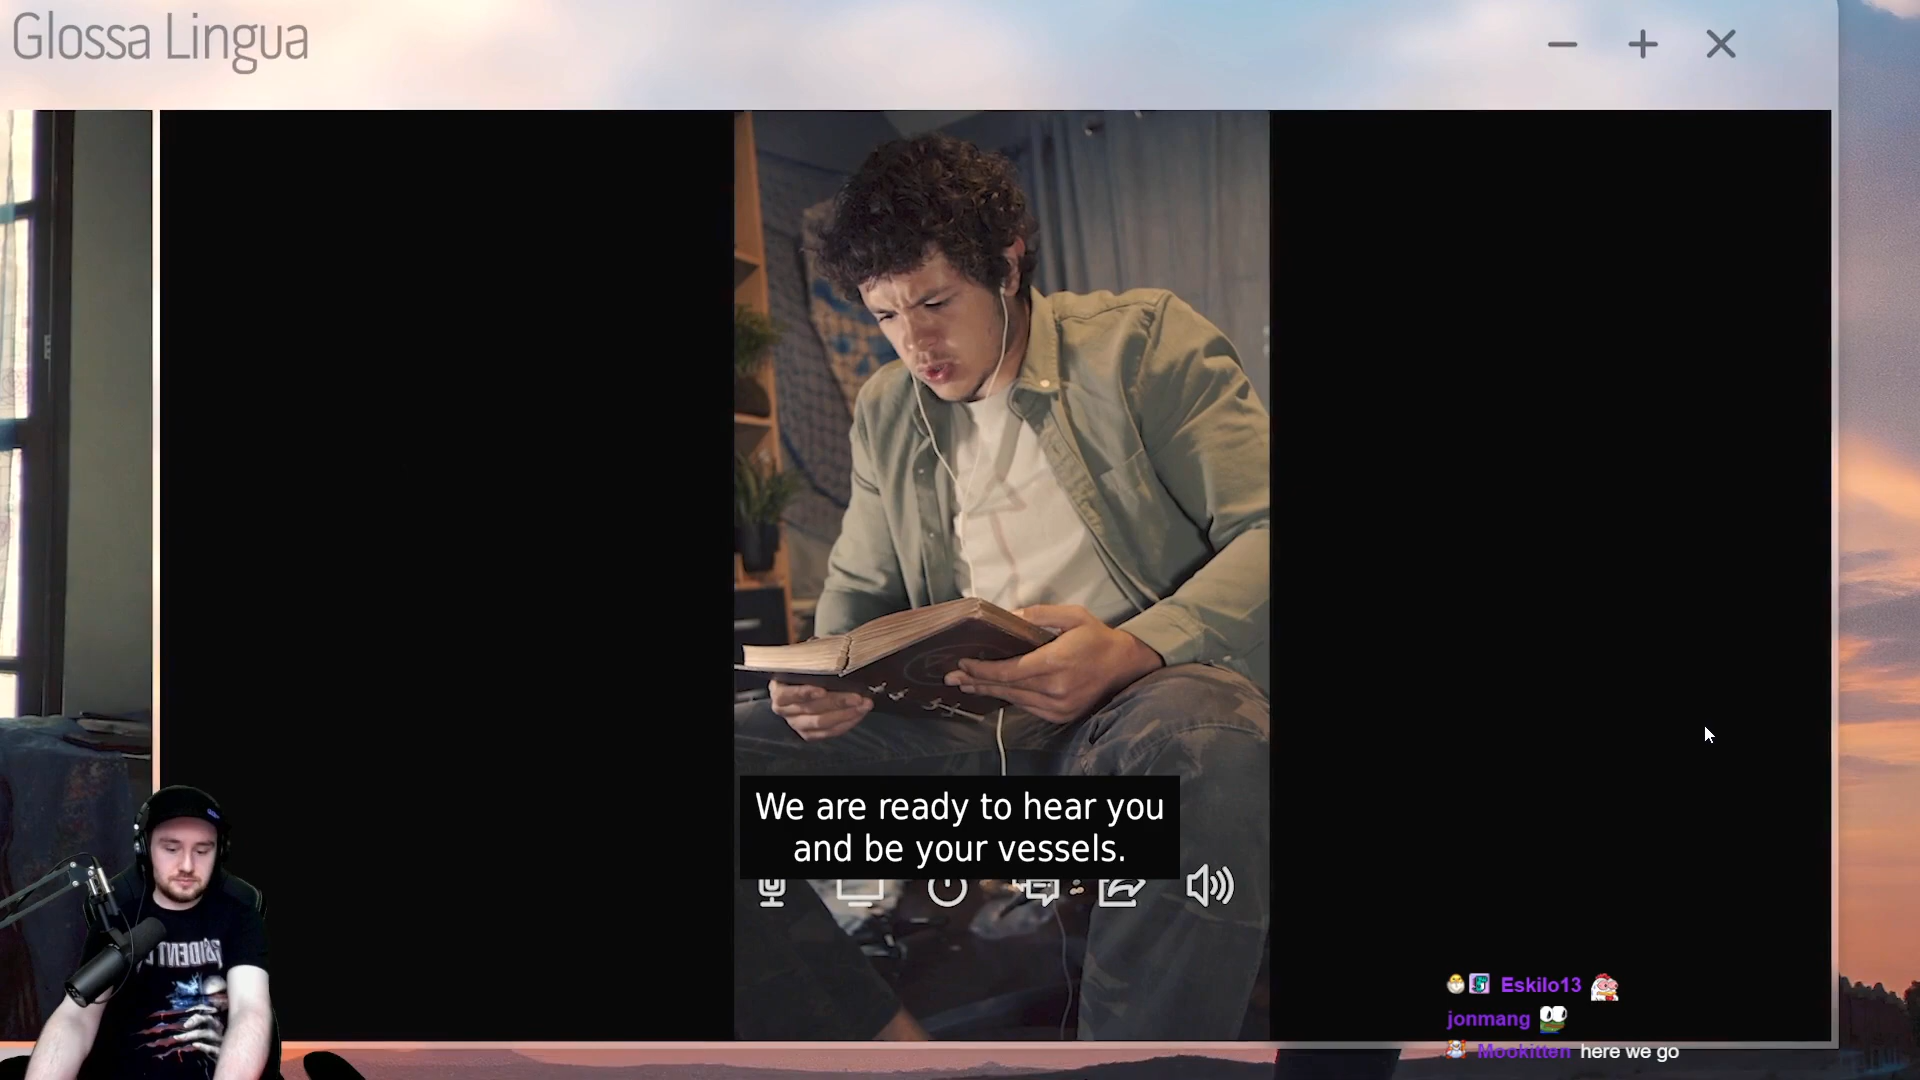 Glossa Lingua
We are ready to hear you
and be your vessels.
Eskilo13
jonmang
Mookitten here we go